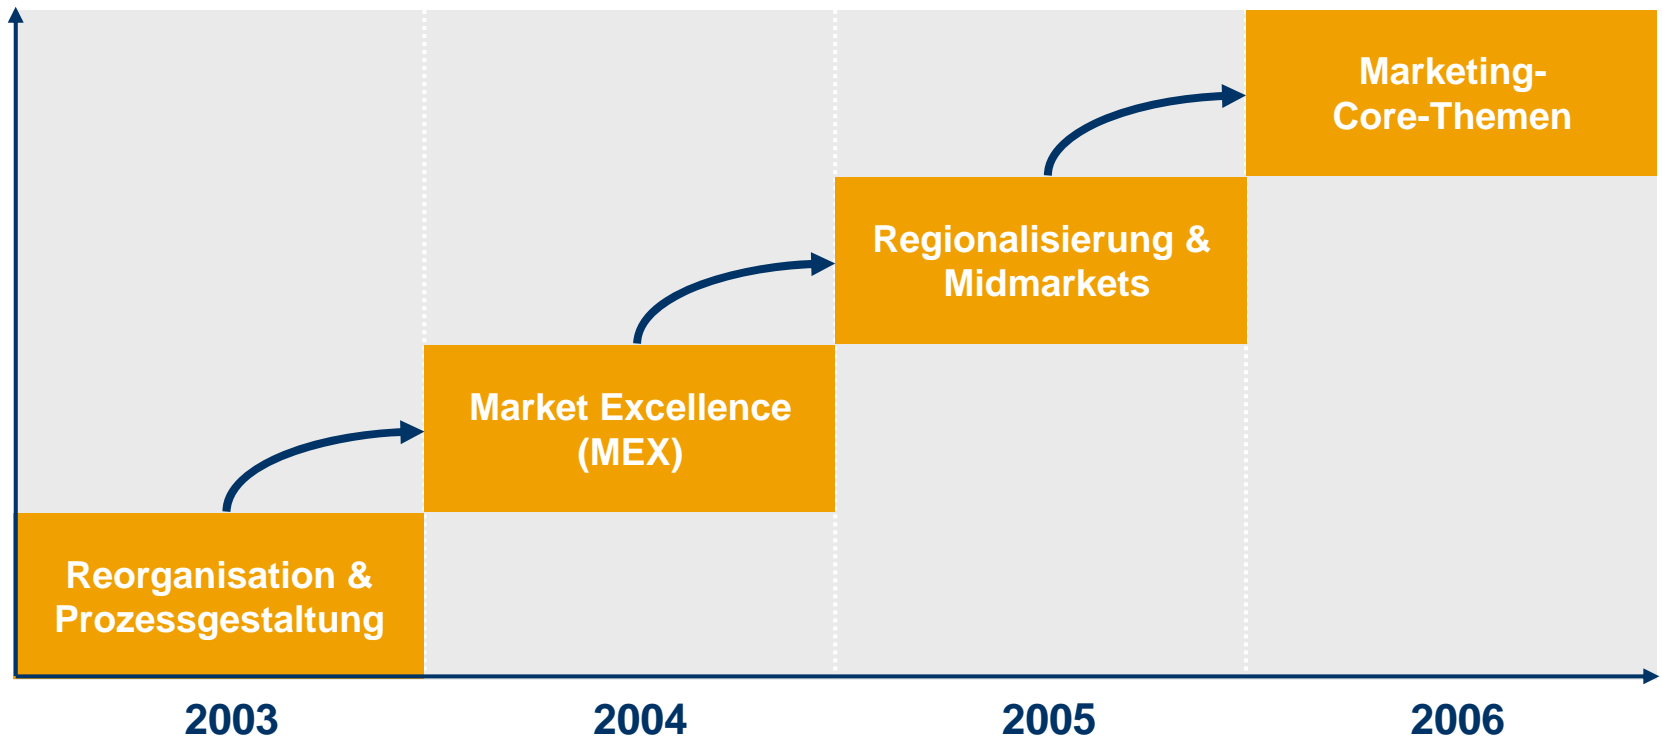 Marketing-
Core-Themen
Regionalisierung &
Midmarkets
Market Excellence
(MEX)
Reorganisation &
Prozessgestaltung
2003
2004
2005
2006